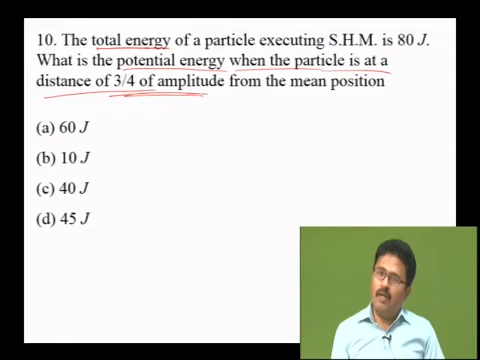 10. The total energy of a particle executing S.H.M. is 80 J.
What is the potential energy when the particle is at a
distance of 3/4 of amplitude from the mean position
(a) 60 J
(b) 10 J
(c) 40 J
(d) 45 J